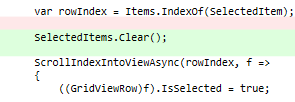 var rowIndex = Items.IndexOf(SelectedItem);
SelectedItems.Clear();
ScrollIndexIntoViewAsync(rowIndex, f =>
{
((GridViewRow)f).IsSelected = true;